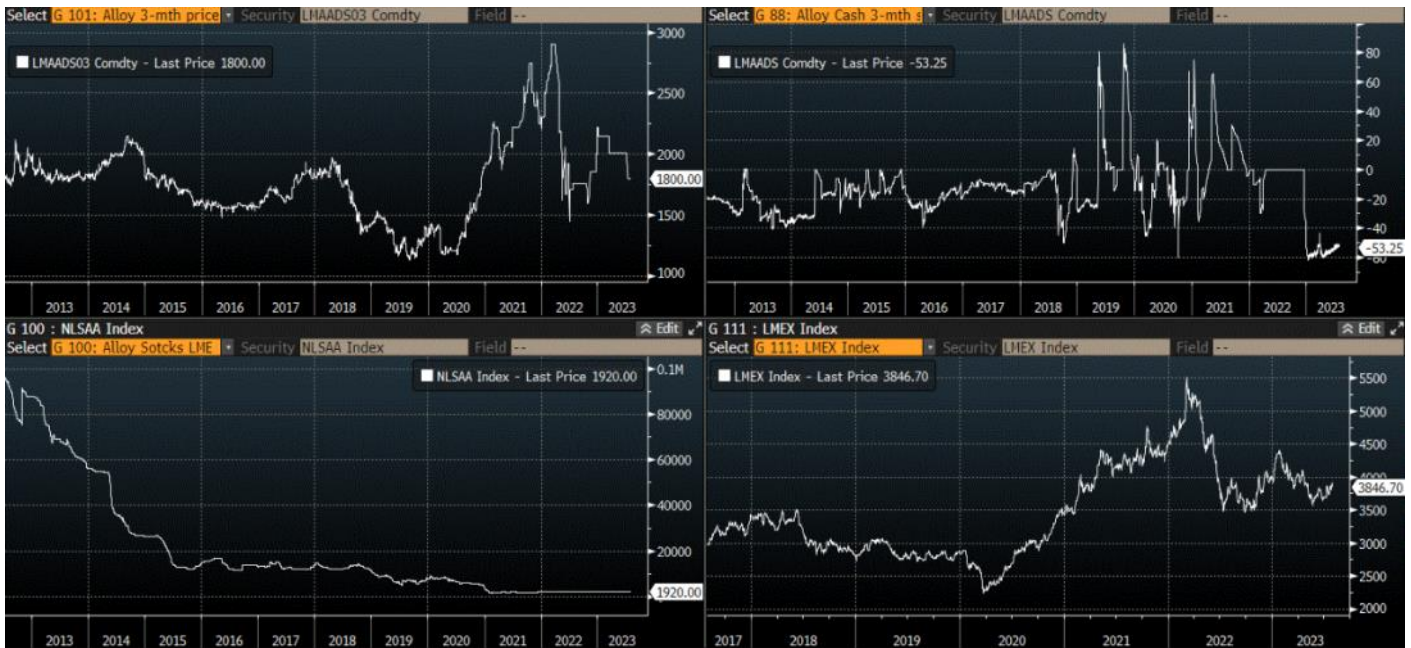 Select G 101: Alloy 3-mth price Security LMAADS03 Comdty Field --
LMAADS03 Comdty - Last Price 1800.00
3000
2500
2000
1800.00
1500
1000
2013 2014 2015 2016 2017 2018 2019 2020 2021 2022 2023
Select G 88: Alloy Cash 3-mth s Security LMAADS Comdty Field --
LMAADS Comdty - Last Price -53.25
80
60
40
20
0
-20
-40
-53.25
-60
2013 2014 2015 2016 2017 2018 2019 2020 2021 2022 2023
G 100 : NLSAA Index Edit
Select G 100: Alloy Sotcks LME Security NLSAA Index Field --
NLSAA Index - Last Price 1920.00
0.1M
80000
60000
40000
20000
1920.00
2013 2014 2015 2016 2017 2018 2019 2020 2021 2022 2023
G 111 : LMEX Index Edit
Select G 111: LMEX Index Security LMEX Index Field --
LMEX Index - Last Price 3846.70
5500
5000
4500
4000
3846.70
3500
3000
2500
2000
2017 2018 2019 2020 2021 2022 2023